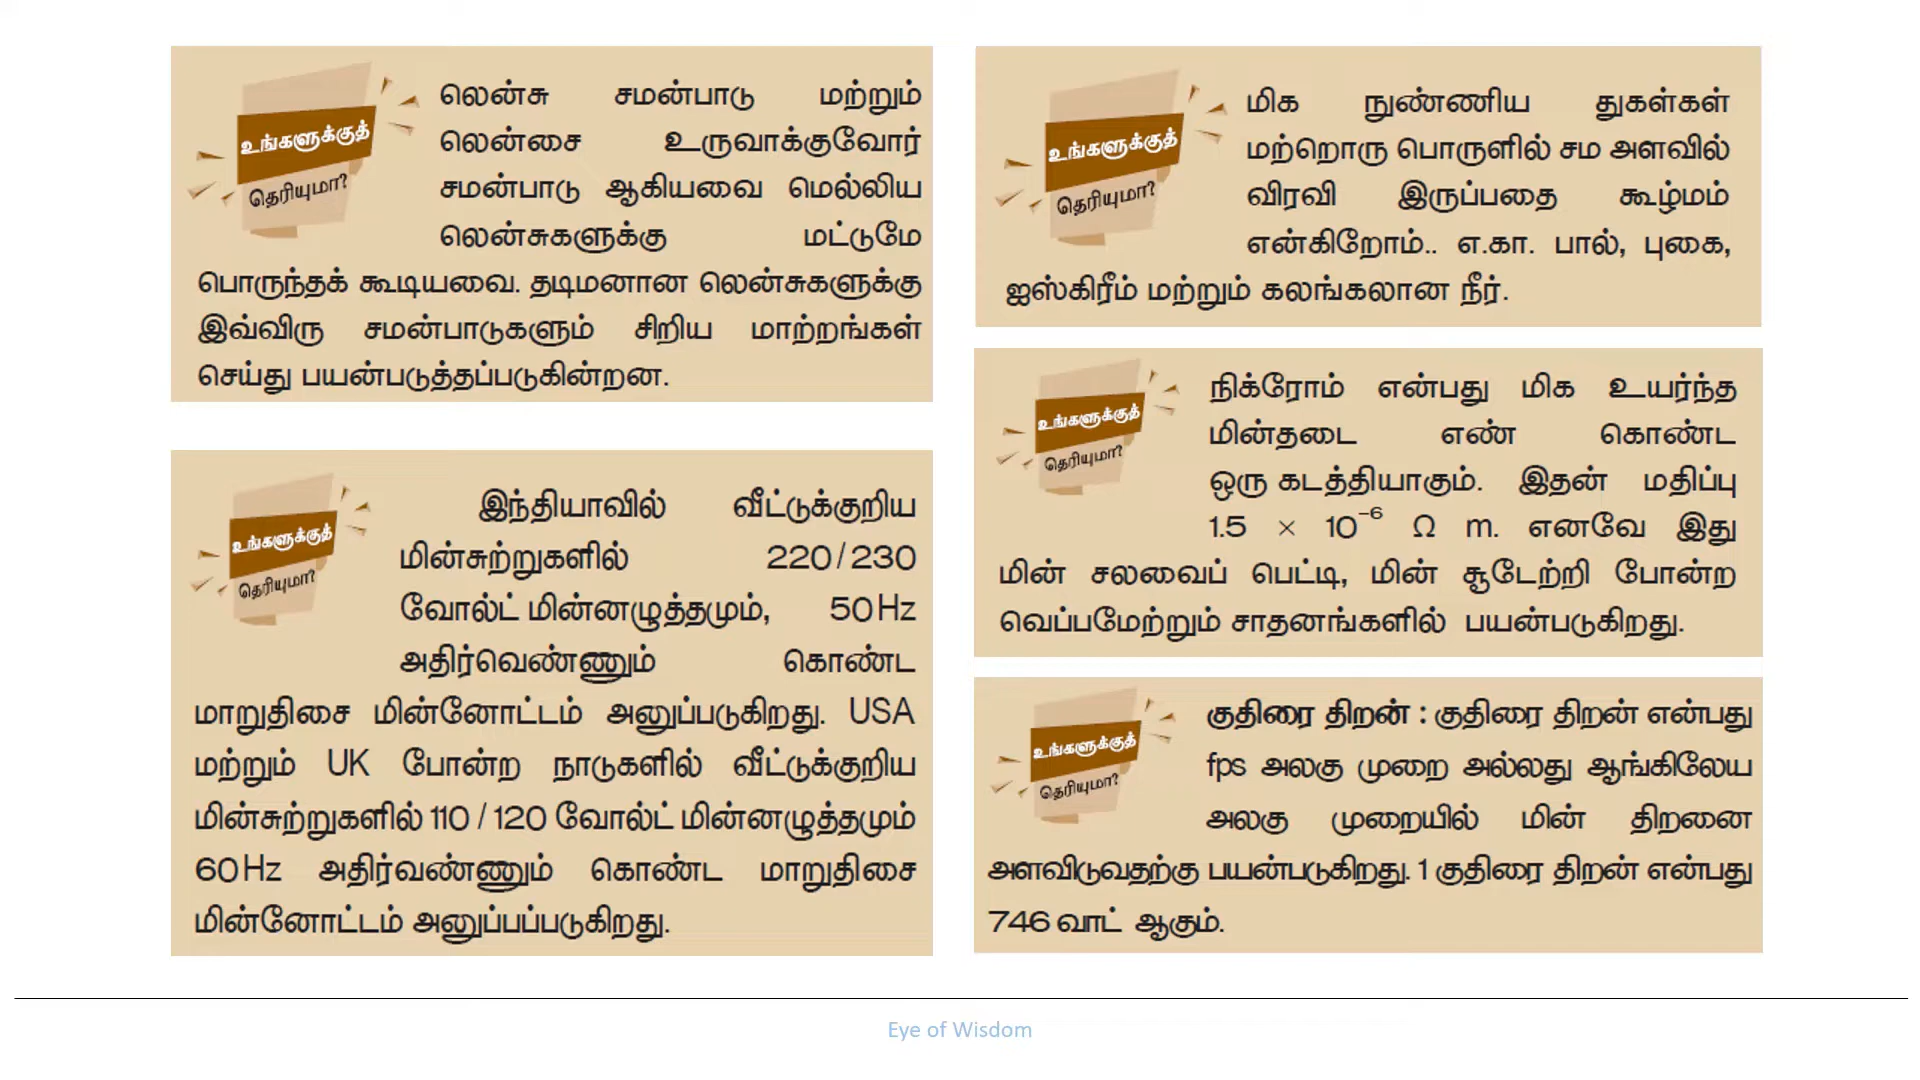 உங்களுக்குத்
தெரியுமா?
லென்சு சமன்பாடு மற்றும்
லென்சை உருவாக்குவோர்
சமன்பாடு ஆகியவை மெல்லிய
லென்சுகளுக்கு மட்டுமே
பொருந்தக் கூடியவை. தடிமனான லென்சுகளுக்கு
இவ்விரு சமன்பாடுகளும் சிறிய மாற்றங்கள்
செய்து பயன்படுத்தப்படுகின்றன.
உங்களுக்குத்
தெரியுமா?
இந்தியாவில் வீட்டுக்குறிய
மின்சுற்றுகளில் 220/230
வோல்ட் மின்னழுத்தமும், 50 Hz
அதிர்வெண்ணும் கொண்ட
மாறுதிசை மின்னோட்டம் அனுப்படுகிறது. USA
மற்றும் UK போன்ற நாடுகளில் வீட்டுக்குறிய
மின்சுற்றுகளில் 110 / 120 வோல்ட் மின்னழுத்தமும்
60 Hz அதிர்வண்ணும் கொண்ட மாறுதிசை
மின்னோட்டம் அனுப்பப்படுகிறது.
உங்களுக்குத்
தெரியுமா?
மிக நுண்ணிய துகள்கள்
மற்றொரு பொருளில் சம அளவில்
விரவி இருப்பதை கூழ்மம்
என்கிறோம்.. எ.கா. பால், புகை,
ஐஸ்கிரீம் மற்றும் கலங்கலான நீர்.
உங்களுக்குத்
தெரியுமா?
நிக்ரோம் என்பது மிக உயர்ந்த
மின்தடை எண் கொண்ட
ஒரு கடத்தியாகும். இதன் மதிப்பு
1.5 × 10⁻⁶ Ω m. எனவே இது
மின் சலவைப் பெட்டி, மின் சூடேற்றி போன்ற
வெப்பமேற்றும் சாதனங்களில் பயன்படுகிறது.
உங்களுக்குத்
தெரியுமா?
குதிரை திறன் : குதிரை திறன் என்பது
fps அலகு முறை அல்லது ஆங்கிலேய
அலகு முறையில் மின் திறனை
அளவிடுவதற்கு பயன்படுகிறது. 1 குதிரை திறன் என்பது
746 வாட் ஆகும்.
Eye of Wisdom